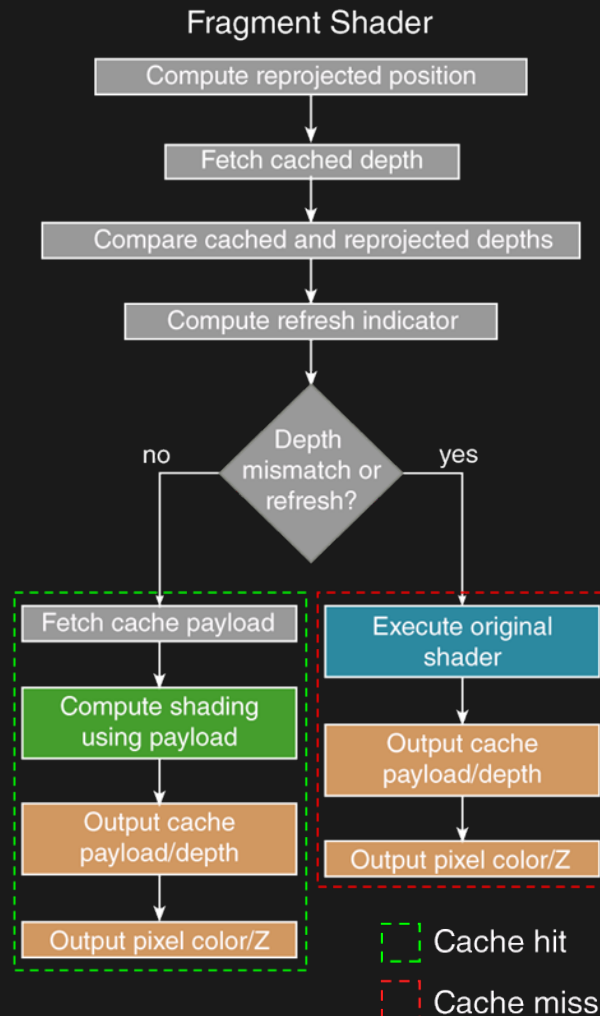 Fragment Shader
Compute reprojected position
Fetch cached depth
Compare cached and reprojected depths
Compute refresh indicator
Depth
mismatch or
refresh?
no
yes
Fetch cache payload
Compute shading
using payload
Output cache
payload/depth
Output pixel color/Z
Execute original
shader
Output cache
payload/depth
Output pixel color/Z
Cache hit
Cache miss